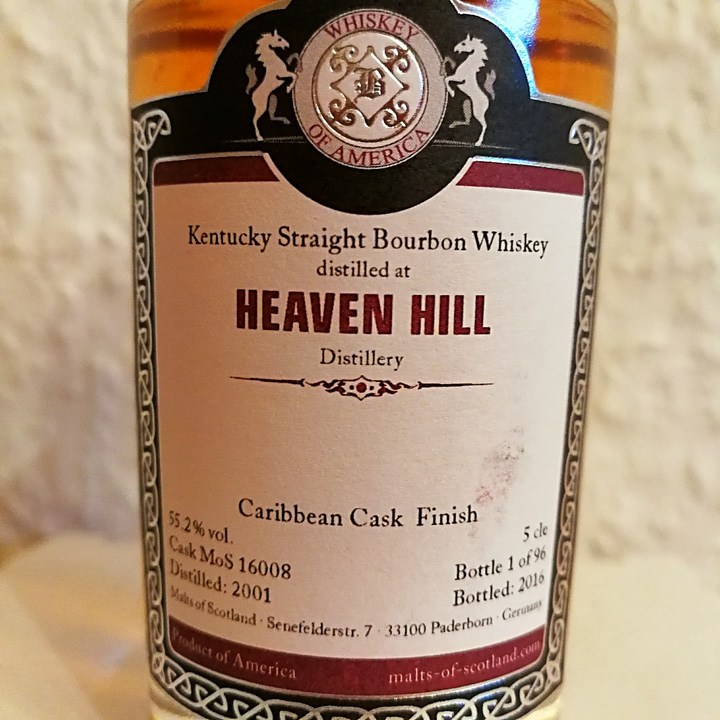 WHISKEY
B
OF AMERICA
Kentucky Straight Bourbon Whiskey
distilled at
HEAVEN HILL
Distillery
Caribbean Cask Finish
55.2% vol.
Cask MoS 16008
Distilled: 2001
5 cle
Bottle 1 of 96
Bottled: 2016
Malts of Scotland · Senefelderstr. 7 · 33100 Paderborn · Germany
Product of America
malts-of-scotland.com